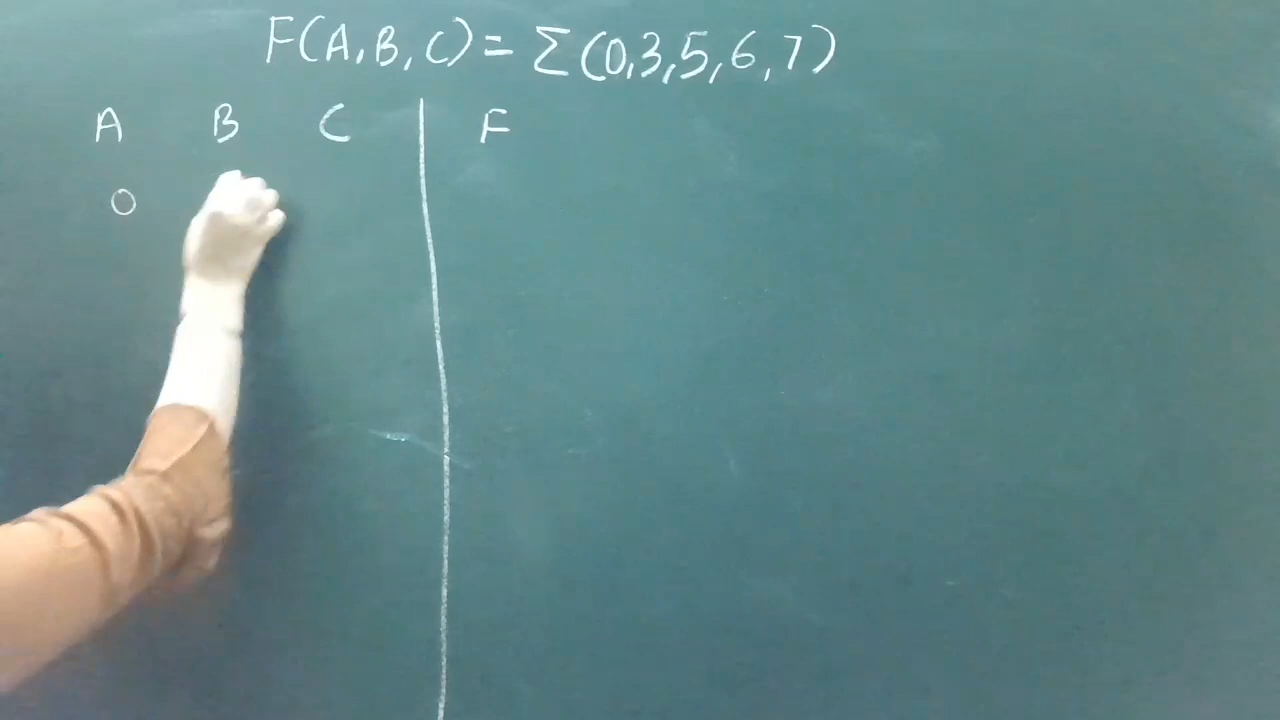 F(A,B,C)= Σ(0,3,5,6,7)
A B C F
0